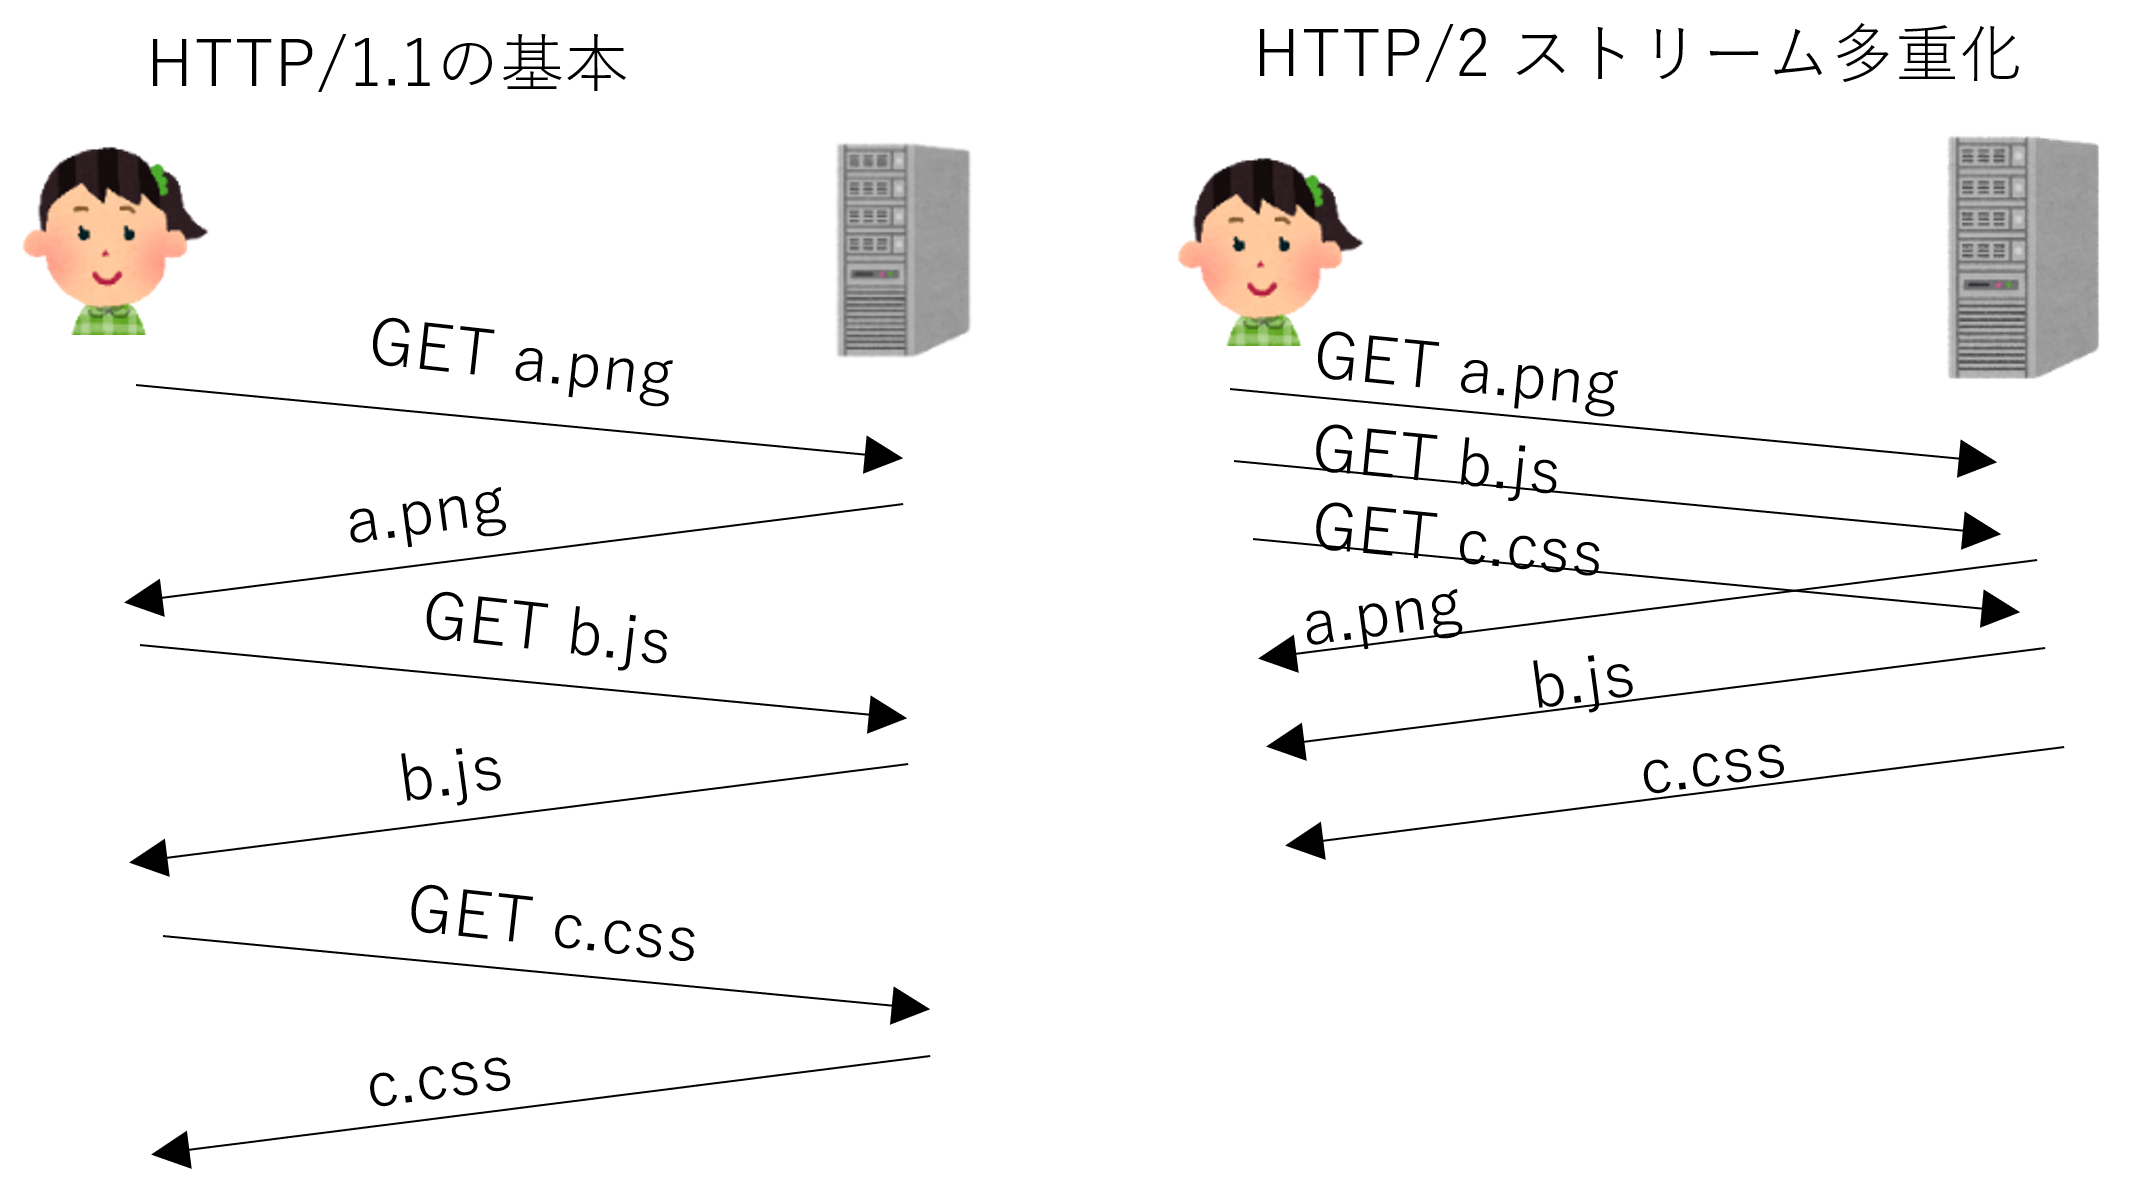 HTTP/1.1の基本
GET a.png
a.png
GET b.js
b.js
GET c.css
c.css
HTTP/2 ストリーム多重化
GET a.png
GET b.js
GET c.css
a.png
b.js
c.css